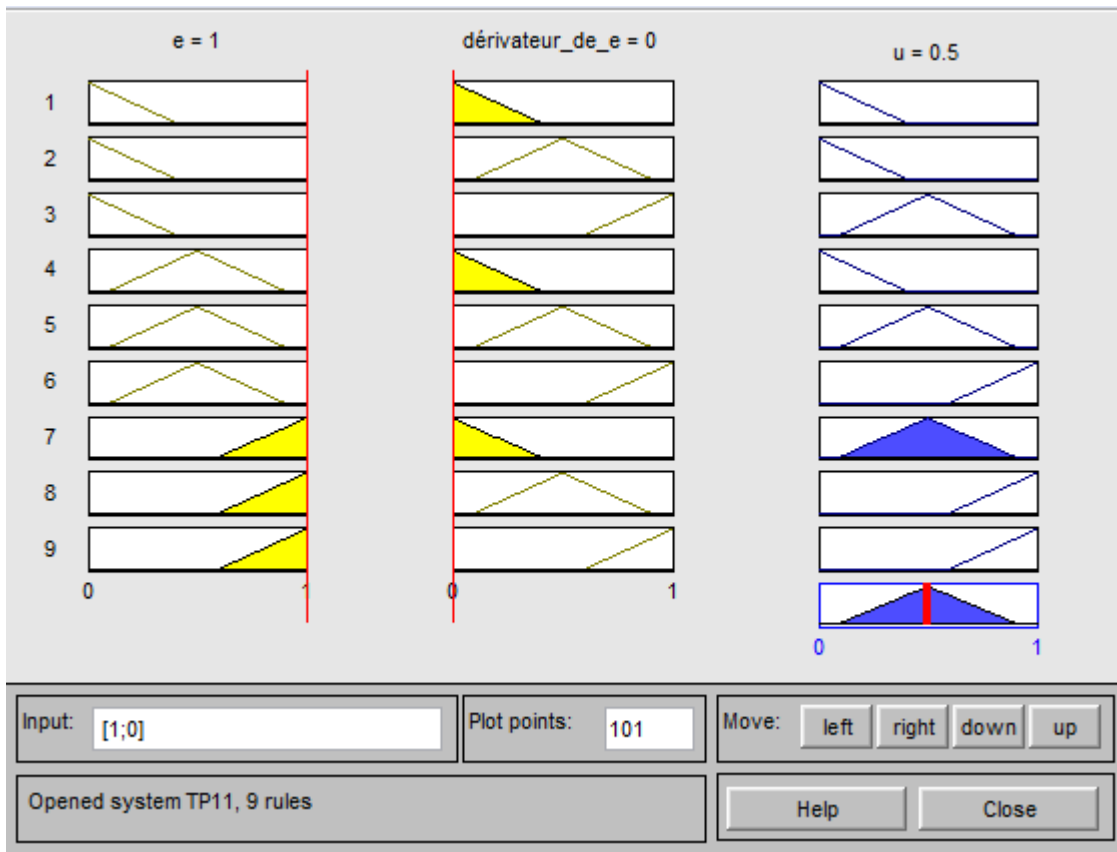 e = 1 dérivateur_de_e = 0 u = 0.5
1
2
3
4
5
6
7
8
9
0 1 0 1
0 1
Input: [1;0] Plot points: 101 Move: left right down up
Opened system TP11, 9 rules Help Close